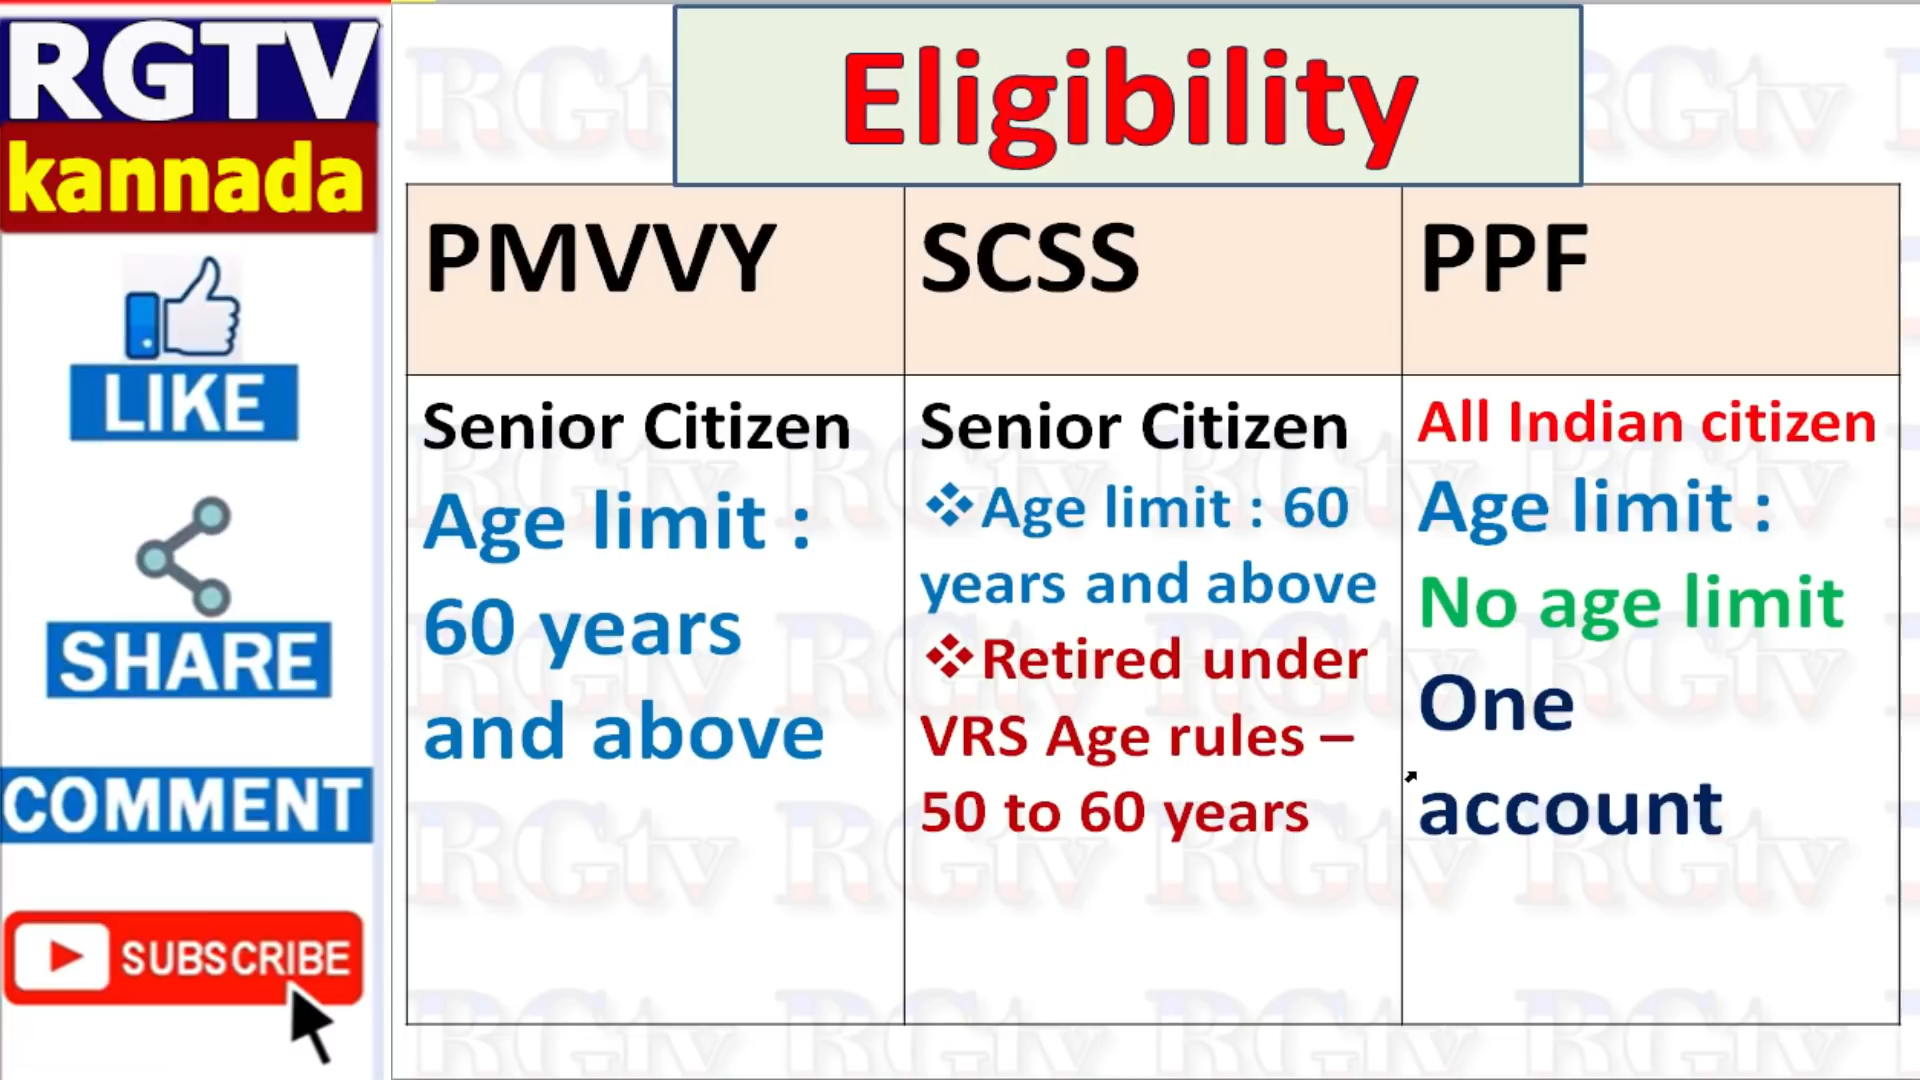 RGTV
kannada
LIKE
SHARE
COMMENT
SUBSCRIBE
Eligibility
PMVVY
Senior Citizen
Age limit :
60 years
and above
SCSS
Senior Citizen
❖Age limit : 60
years and above
❖Retired under
VRS Age rules –
50 to 60 years
PPF
All Indian citizen
Age limit :
No age limit
One
account
RGtv